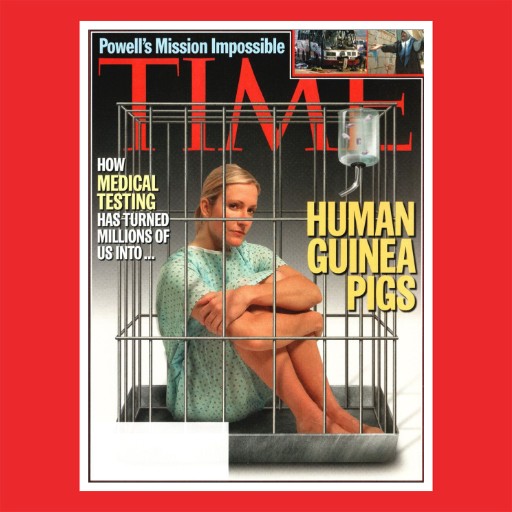 Powell's Mission Impossible
TIME
HOW
MEDICAL
TESTING
HAS TURNED
MILLIONS OF
US INTO ...
HUMAN
GUINEA
PIGS